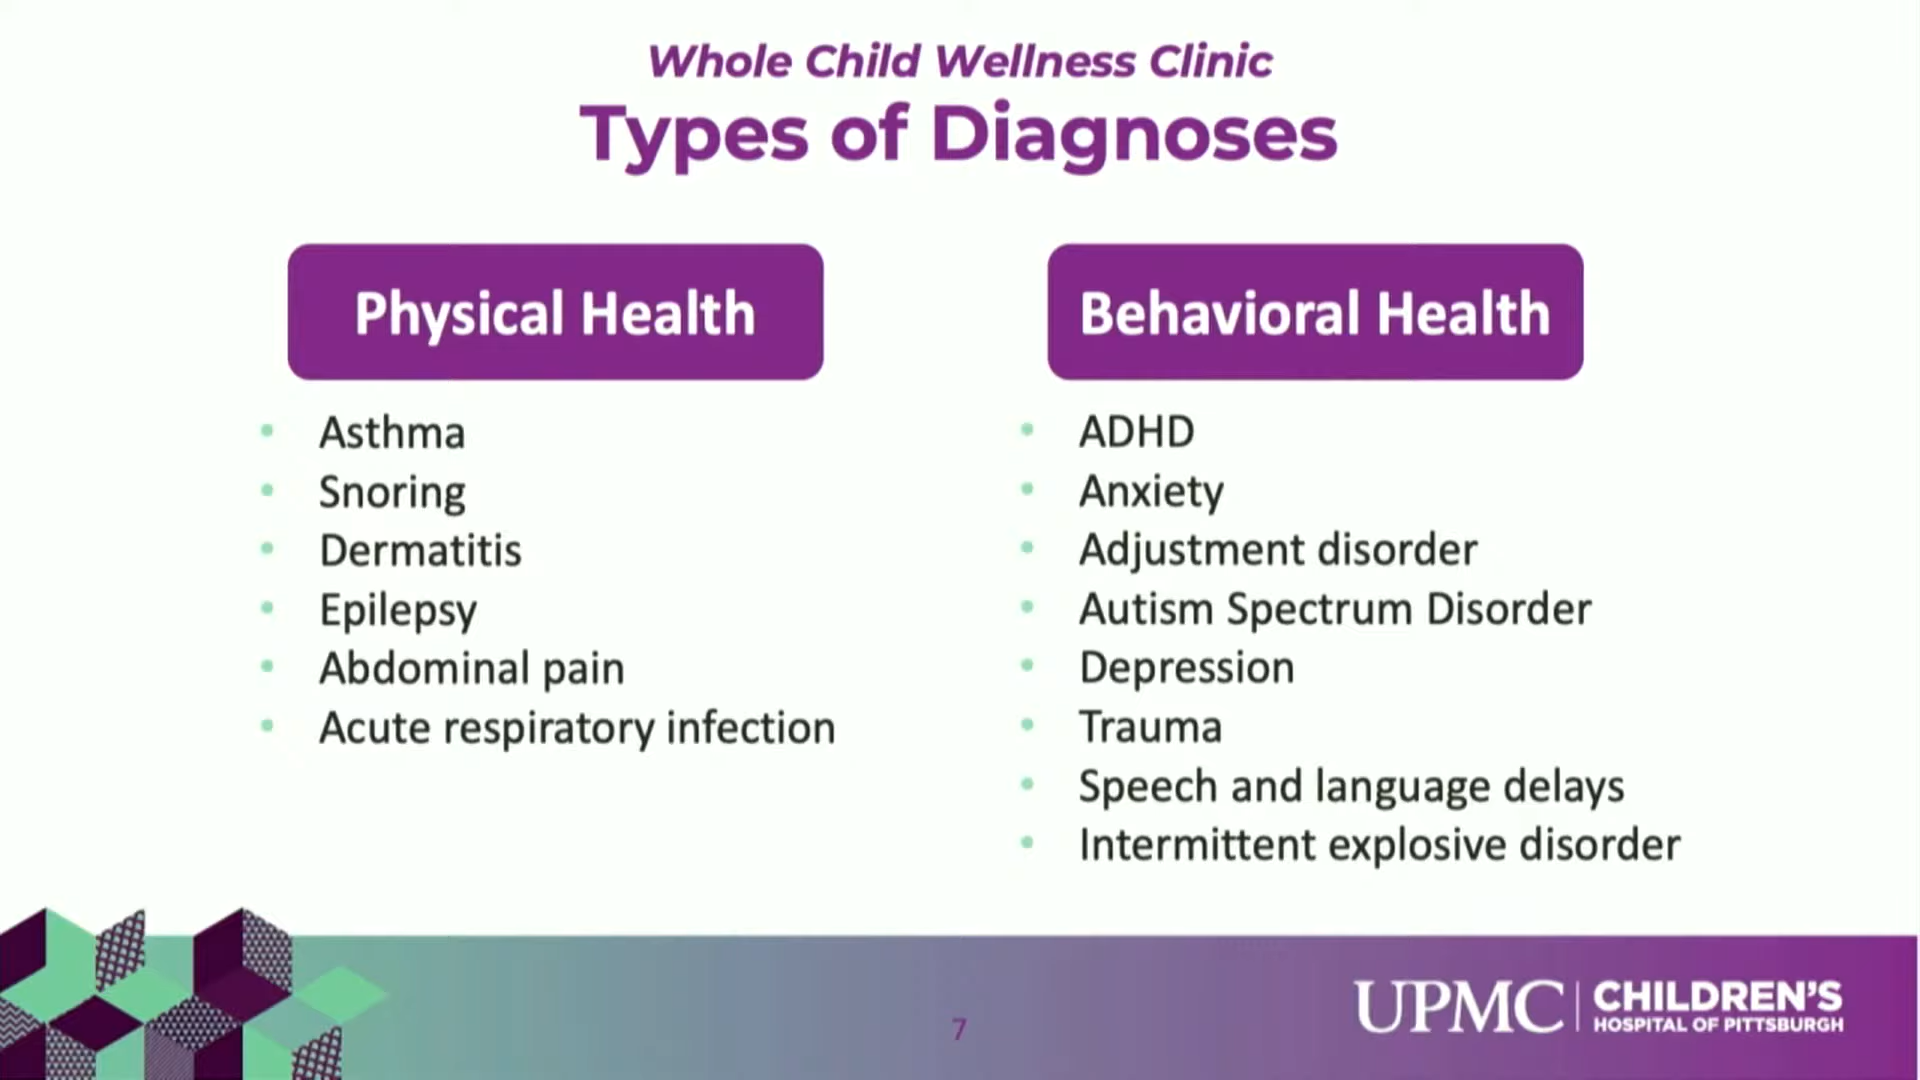 Whole Child Wellness Clinic
Types of Diagnoses
Physical Health
• Asthma
• Snoring
• Dermatitis
• Epilepsy
• Abdominal pain
• Acute respiratory infection
Behavioral Health
• ADHD
• Anxiety
• Adjustment disorder
• Autism Spectrum Disorder
• Depression
• Trauma
• Speech and language delays
• Intermittent explosive disorder
7
UPMC | CHILDREN'S
HOSPITAL OF PITTSBURGH